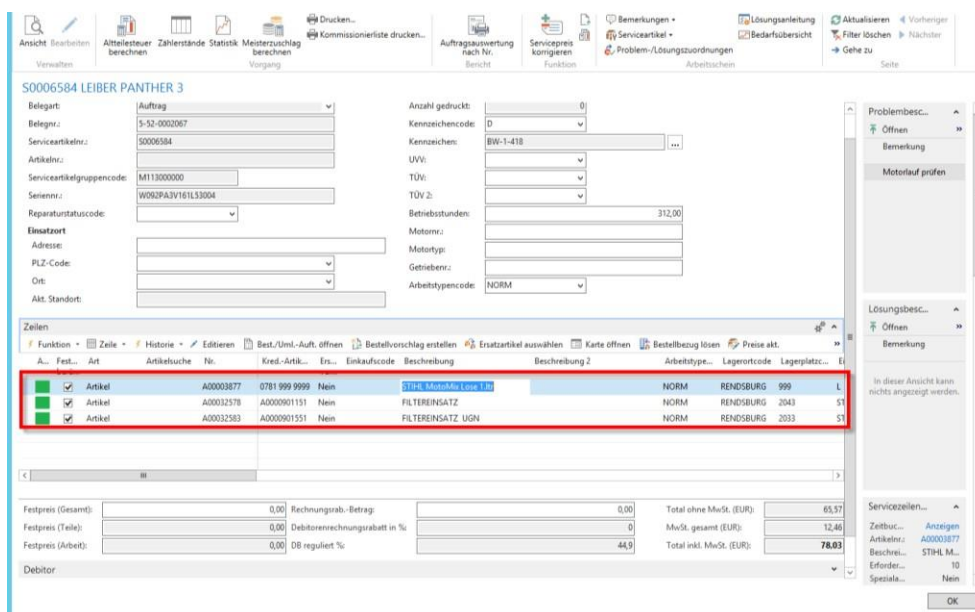 Ansicht Bearbeiten Altteilesteuer berechnen Zählerstände Statistik Meisterzuschlag berechnen Drucken... Kommissionierliste drucken... Auftragsauswertung nach Nr. Servicepreis korrigieren Bemerkungen Serviceartikel Problem-/Lösungszuordnungen Lösungsanleitung Bedarfsübersicht Aktualisieren Filter löschen Gehe zu Vorheriger Nächster
Verwalten Vorgang Bericht Funktion Arbeitsschein Seite
S0006584 LEIBER PANTHER 3
Belegart: Auftrag Anzahl gedruckt: 0
Belegnr.: 5-52-0002067 Kennzeichencode: D
Serviceartikelnr.: S0006584 Kennzeichen: BW-1-418 ...
Artikelnr.: UVV:
Serviceartikelgruppencode: M113000000 TÜV:
Seriennr.: W092PA3V161L53004 TÜV 2:
Reparaturstatuscode: Betriebsstunden: 312,00
Einsatzort Motornr.:
Adresse: Motortyp:
PLZ-Code: Getriebenr.:
Ort: Arbeitstypencode: NORM
Akt. Standort:
Problembesc...
Öffnen
Bemerkung
Motorlauf prüfen
Lösungsbesc...
Öffnen
Bemerkung
In dieser Ansicht kann
nichts angezeigt werden.
Zeilen
Funktion Zeile Historie Editieren Best./Uml.-Auft. öffnen Bestellvorschlag erstellen Ersatzartikel auswählen Karte öffnen Bestellbezug lösen Preise akt.
A... Fest... Art Artikelsuche Nr. Kred.-Artik... Ers... Einkaufscode Beschreibung Beschreibung 2 Arbeitstype... Lagerortcode Lagerplatzc... Ei
Artikel A00003877 0781 999 9999 Nein STIHL MotoMix Lose 1.ltr NORM RENDSBURG 999 L
Artikel A00032578 A0000901151 Nein FILTEREINSATZ NORM RENDSBURG 2043 ST
Artikel A00032583 A0000901551 Nein FILTEREINSATZ UGN NORM RENDSBURG 2033 ST
Festpreis (Gesamt): 0,00 Rechnungsrab.-Betrag: 0,00 Total ohne MwSt. (EUR): 65,57
Festpreis (Teile): 0,00 Debitorenrechnungsrabatt in %: 0 MwSt. gesamt (EUR): 12,46
Festpreis (Arbeit): 0,00 DB reguliert %: 44,9 Total inkl. MwSt. (EUR): 78,03
Debitor
Servicezeilen...
Zeitbuc... Anzeigen
Artikelnr.: A00003877
Beschrei... STIHL M...
Erforder... 10
Speziala... Nein
OK